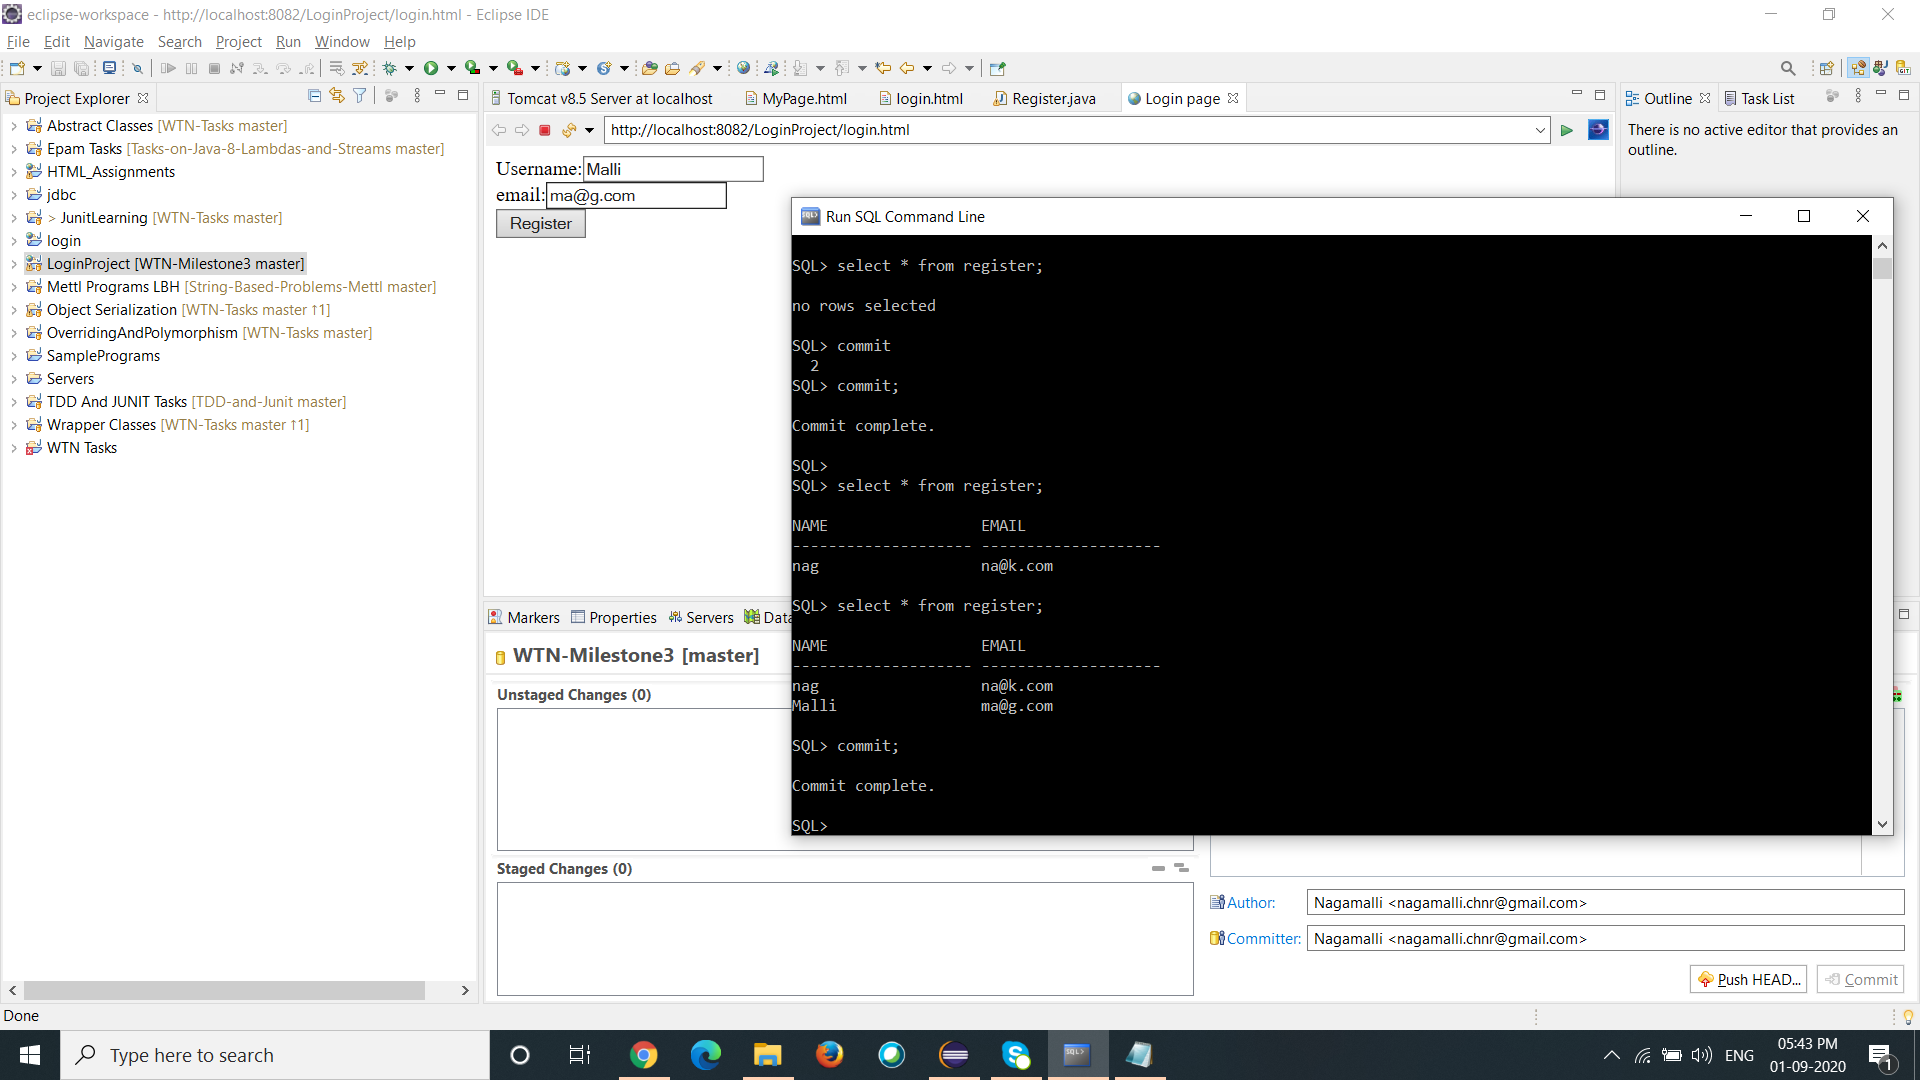 eclipse-workspace - http://localhost:8082/LoginProject/login.html - Eclipse IDE
File Edit Navigate Search Project Run Window Help
Project Explorer
Abstract Classes [WTN-Tasks master]
Epam Tasks [Tasks-on-Java-8-Lambdas-and-Streams master]
HTML_Assignments
jdbc
> JunitLearning [WTN-Tasks master]
login
LoginProject [WTN-Milestone3 master]
Mettl Programs LBH [String-Based-Problems-Mettl master]
Object Serialization [WTN-Tasks master ↑1]
OverridingAndPolymorphism [WTN-Tasks master]
SamplePrograms
Servers
TDD And JUNIT Tasks [TDD-and-Junit master]
Wrapper Classes [WTN-Tasks master ↑1]
WTN Tasks
Tomcat v8.5 Server at localhost MyPage.html login.html Register.java Login page
http://localhost:8082/LoginProject/login.html
Username: Malli
email: ma@g.com
Register
Outline Task List
There is no active editor that provides an
outline.
Run SQL Command Line
SQL> select * from register;
no rows selected
SQL> commit
2
SQL> commit;
Commit complete.
SQL>
SQL> select * from register;
NAME EMAIL
-------------------- --------------------
nag na@k.com
SQL> select * from register;
NAME EMAIL
-------------------- --------------------
nag na@k.com
Malli ma@g.com
SQL> commit;
Commit complete.
SQL>
Markers Properties Servers Data
WTN-Milestone3 [master]
Unstaged Changes (0)
Staged Changes (0)
Author: Nagamalli <nagamalli.chnr@gmail.com>
Committer: Nagamalli <nagamalli.chnr@gmail.com>
Push HEAD... Commit
Done
Type here to search
SQL>
ENG
05:43 PM
01-09-2020
1